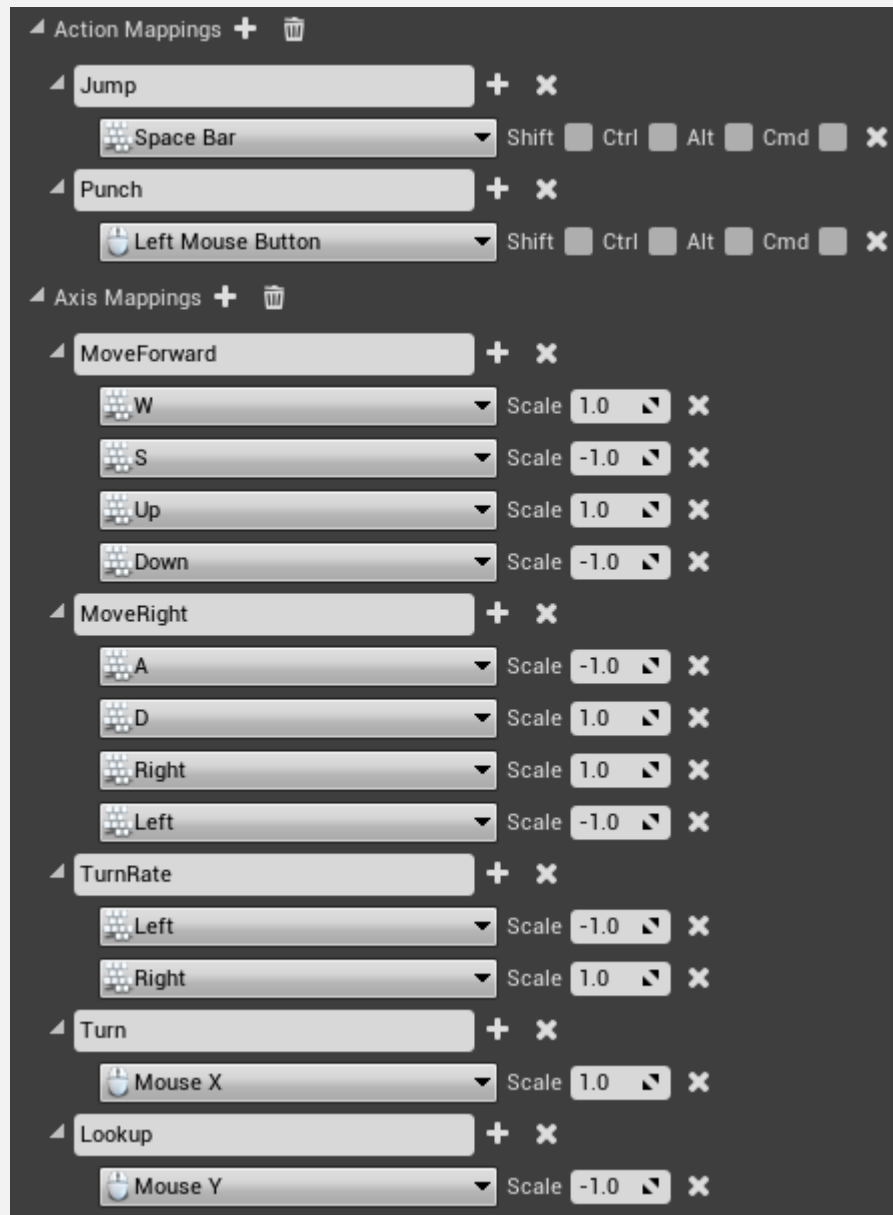 Action Mappings
Jump
Space Bar Shift Ctrl Alt Cmd
Punch
Left Mouse Button Shift Ctrl Alt Cmd
Axis Mappings
MoveForward
W Scale 1.0
S Scale -1.0
Up Scale 1.0
Down Scale -1.0
MoveRight
A Scale -1.0
D Scale 1.0
Right Scale 1.0
Left Scale -1.0
TurnRate
Left Scale -1.0
Right Scale 1.0
Turn
Mouse X Scale 1.0
Lookup
Mouse Y Scale -1.0